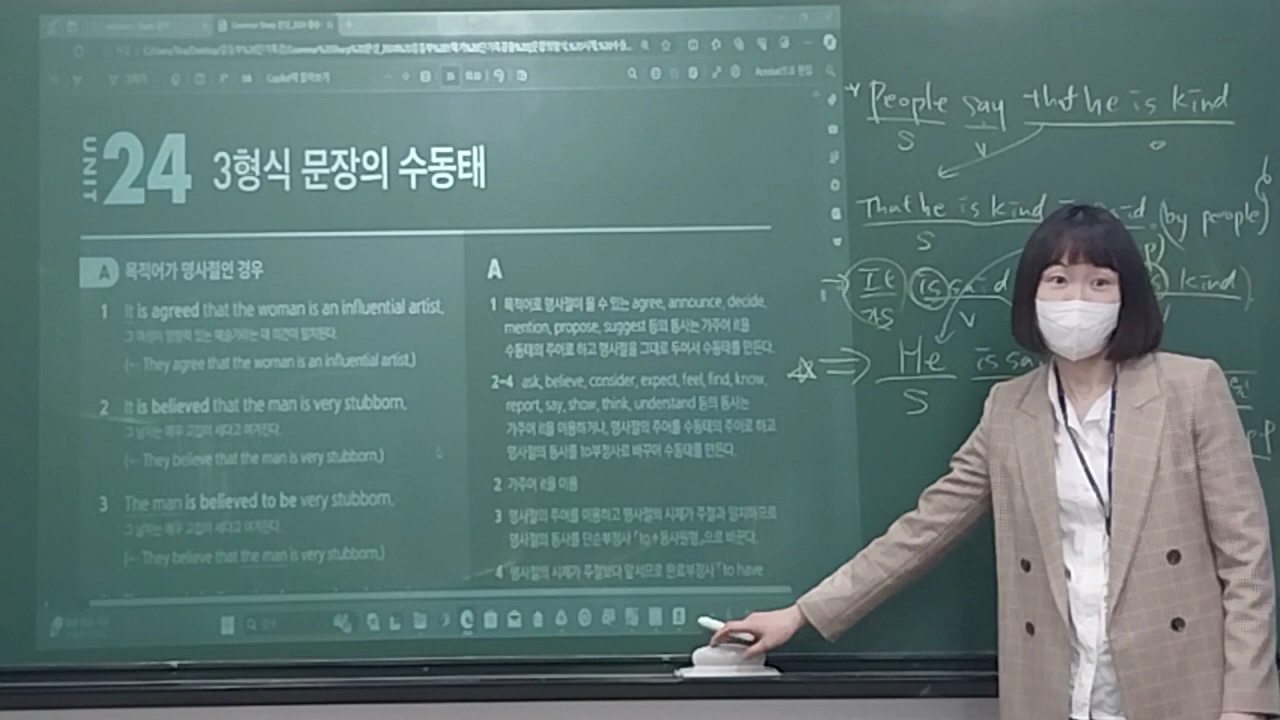 UNIT 24 3형식 문장의 수동태
A 목적어가 명사절인 경우
1 It is agreed that the woman is an influential artist.
그 여성이 영향력 있는 예술가라는 데 의견이 일치된다.
(← They agree that the woman is an influential artist.)
2 It is believed that the man is very stubborn.
그 남자는 매우 고집이 세다고 여겨진다.
(← They believe that the man is very stubborn.)
3 The man is believed to be very stubborn.
그 남자는 매우 고집이 세다고 여겨진다.
(← They believe that the man is very stubborn.)
A
1 목적어로 명사절이 올 수 있는 agree, announce, decide,
mention, propose, suggest 등의 동사는 가주어 it을
수동태의 주어로 하고 명사절을 그대로 두어서 수동태를 만든다.
2-4 ask, believe, consider, expect, feel, find, know,
report, say, show, think, understand 등의 동사는
가주어 it을 이용하거나, 명사절의 주어를 수동태의 주어로 하고
명사절의 동사를 to부정사로 바꾸어 수동태를 만든다.
2 가주어 it을 이용
3 명사절의 주어를 이용하고 명사절의 시제가 주절과 일치하므로
명사절의 동사를 단순부정사 「to+동사원형」으로 바꾼다.
4 명사절의 시제가 주절보다 앞서므로 완료부정사 「to have
People say that he is kind
S V o
That he is kind (by people)
S
⇒ It is said kind)
V
☆ ⇒ He is sa
S